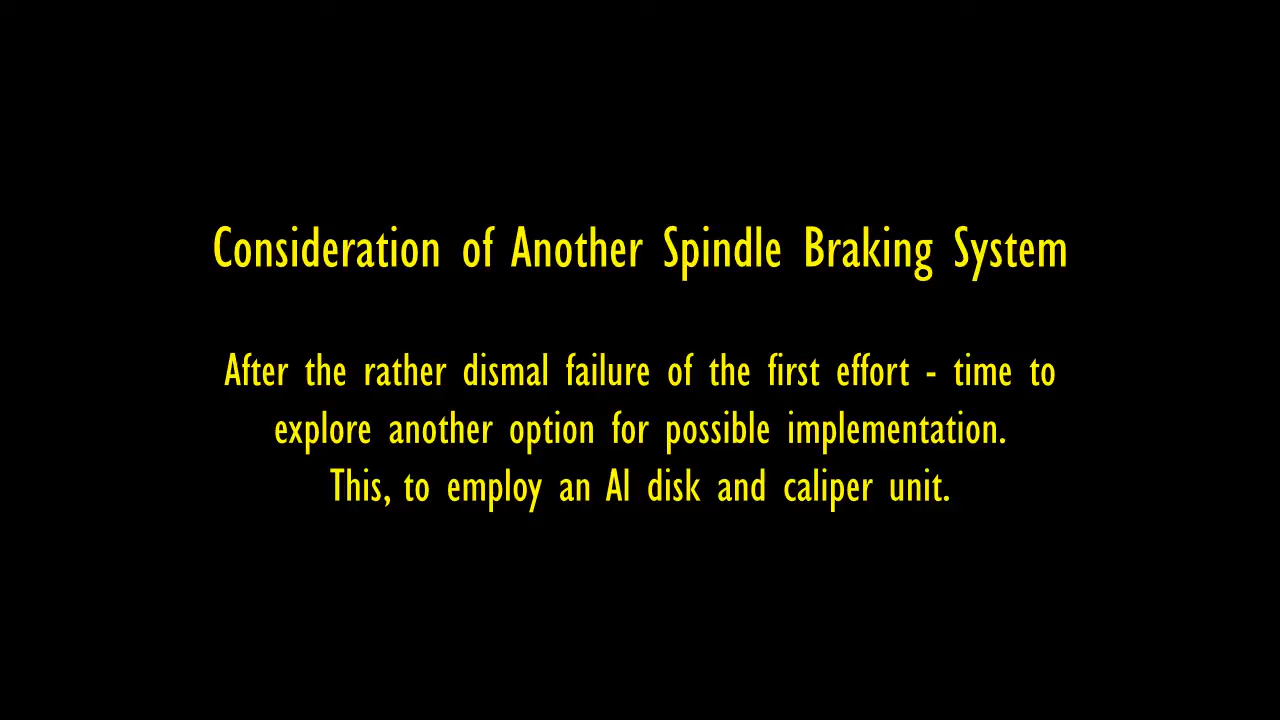 Consideration of Another Spindle Braking System
After the rather dismal failure of the first effort - time to
explore another option for possible implementation.
This, to employ an Al disk and caliper unit.